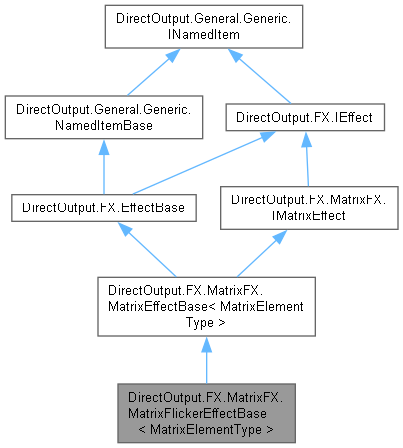 DirectOutput.General.Generic.
INamedItem
DirectOutput.General.Generic.
NamedItemBase
DirectOutput.FX.IEffect
DirectOutput.FX.EffectBase
DirectOutput.FX.MatrixFX.
IMatrixEffect
DirectOutput.FX.MatrixFX.
MatrixEffectBase< MatrixElement
Type >
DirectOutput.FX.MatrixFX.
MatrixFlickerEffectBase
< MatrixElementType >